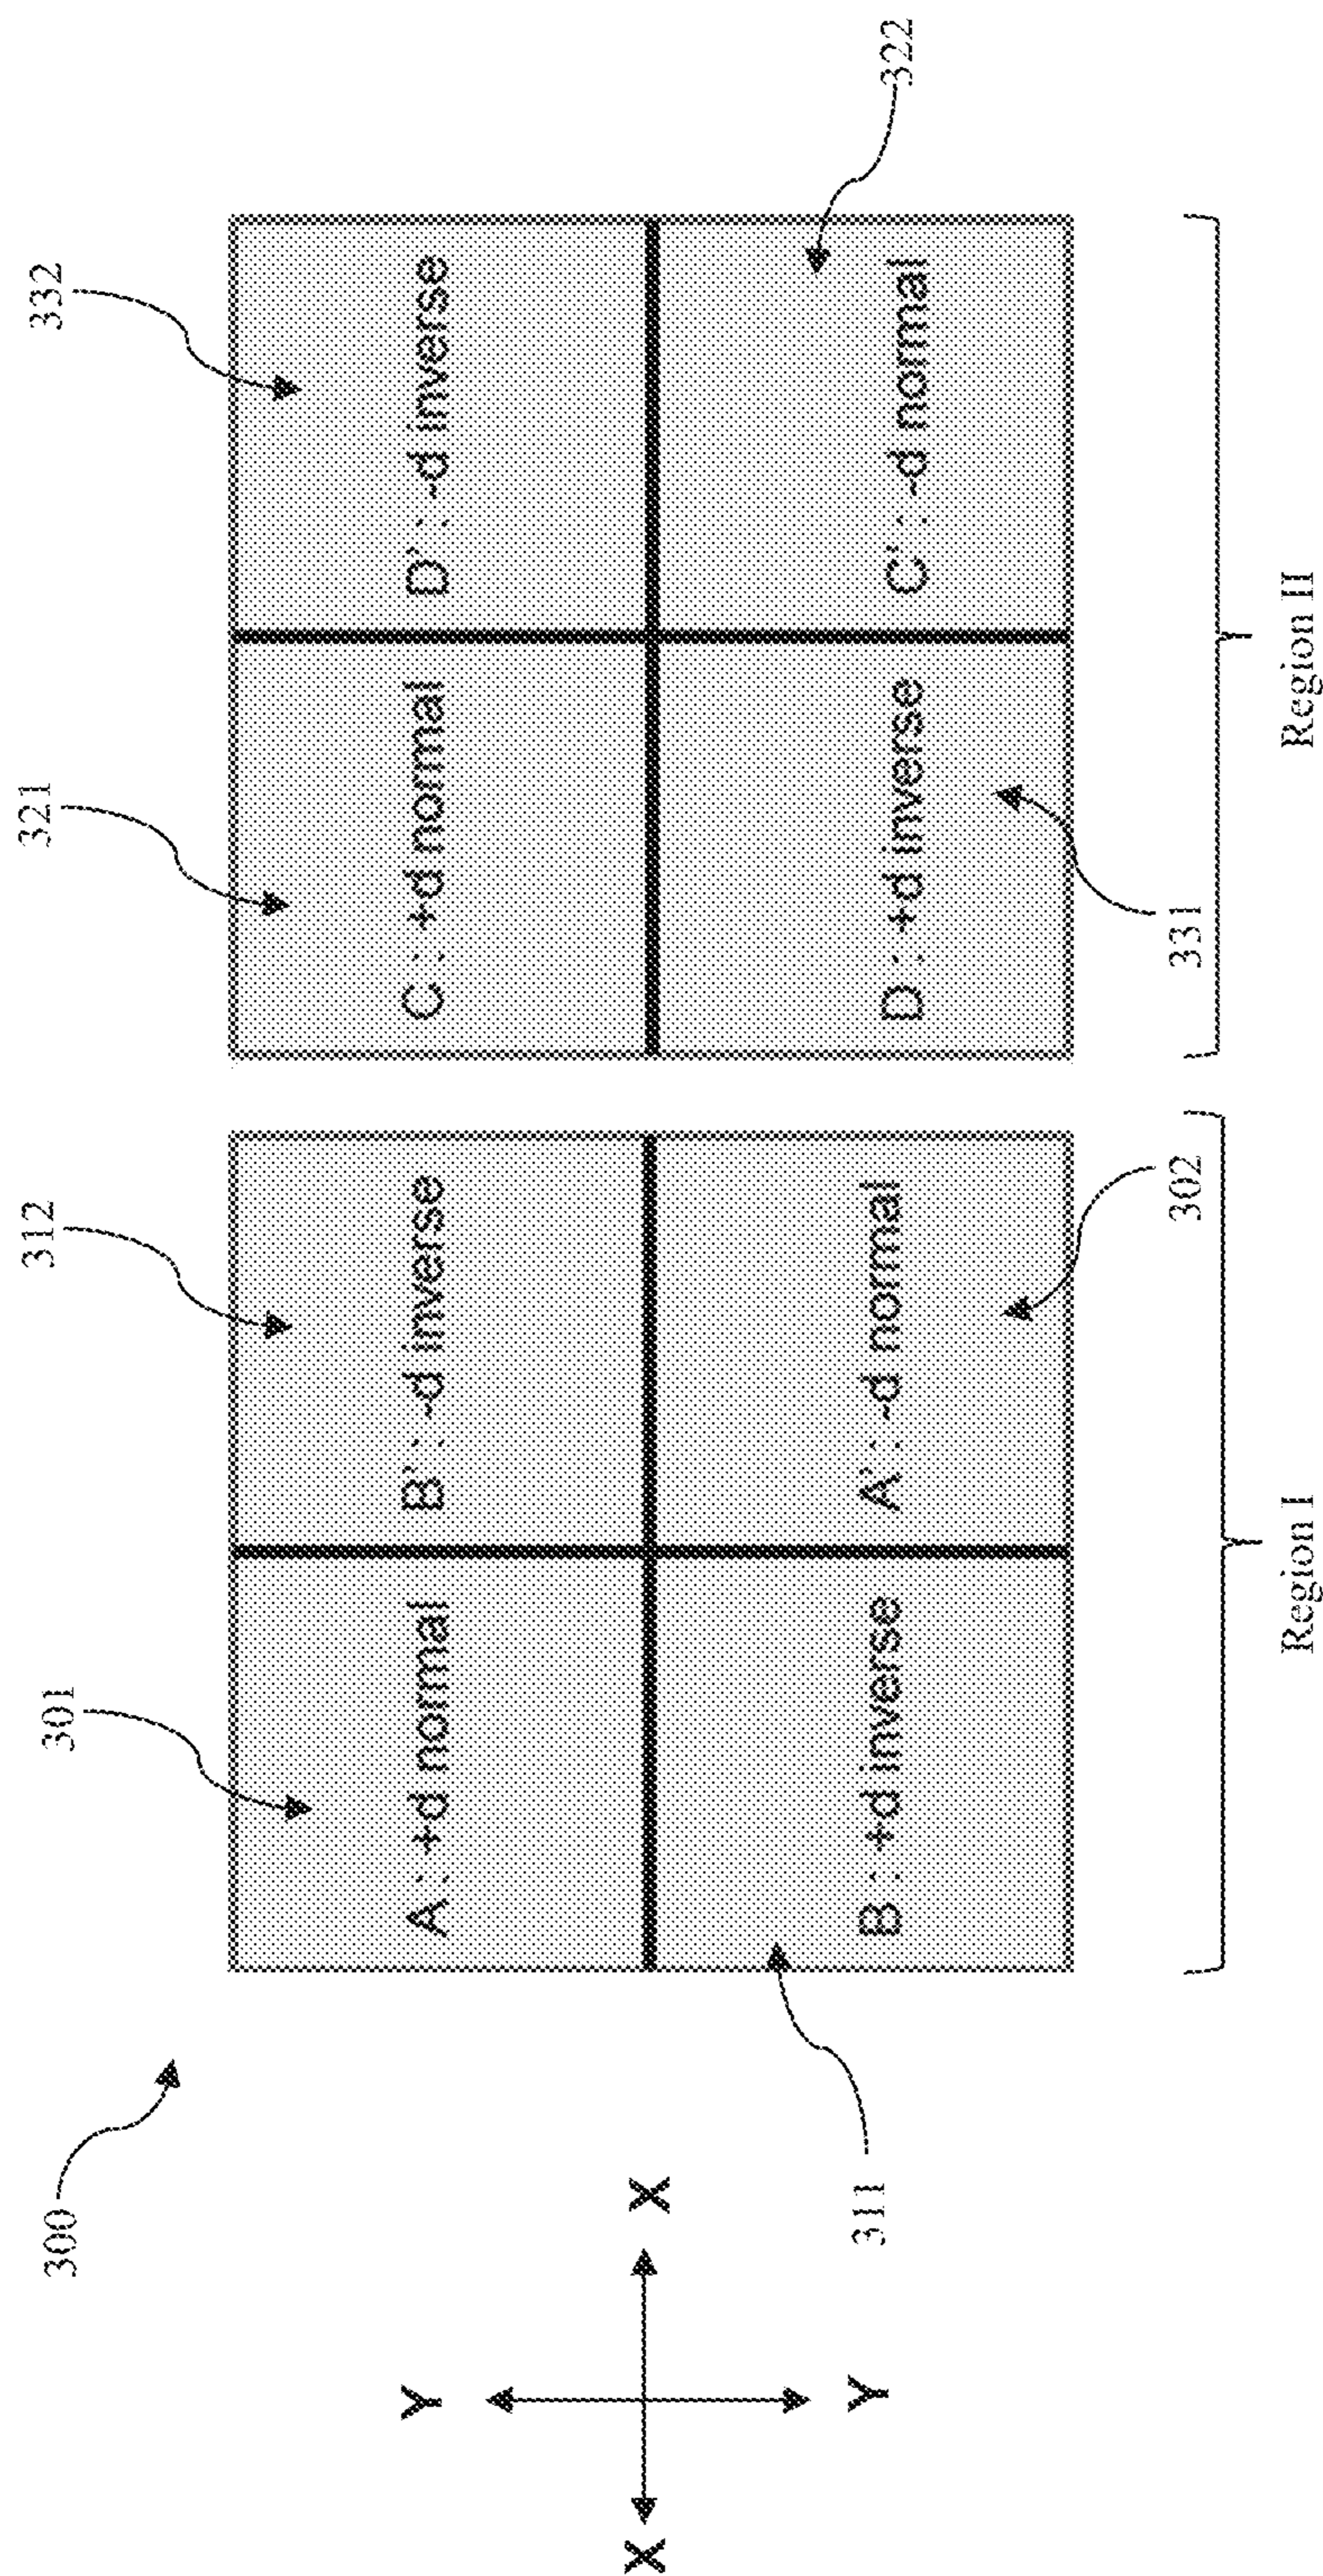 300
301
312
321
332
Y
X X
Y
A : +d normal
B' : -d inverse
B : +d inverse
A' : -d normal
C : +d normal
D' : -d inverse
D : +d inverse
C' : -d normal
311
302
331
322
Region I
Region II